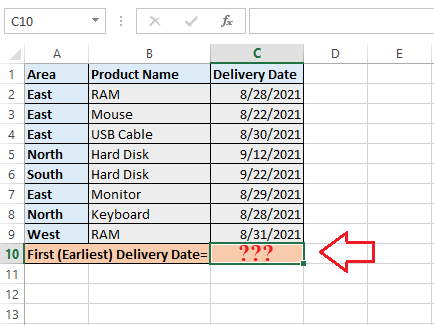 C10 fx
A B C D E
1 Area Product Name Delivery Date
2 East RAM 8/28/2021
3 East Mouse 8/22/2021
4 East USB Cable 8/30/2021
5 North Hard Disk 9/12/2021
6 South Hard Disk 9/22/2021
7 East Monitor 8/29/2021
8 North Keyboard 8/28/2021
9 West RAM 8/31/2021
10 First (Earliest) Delivery Date= ???
11
12
13